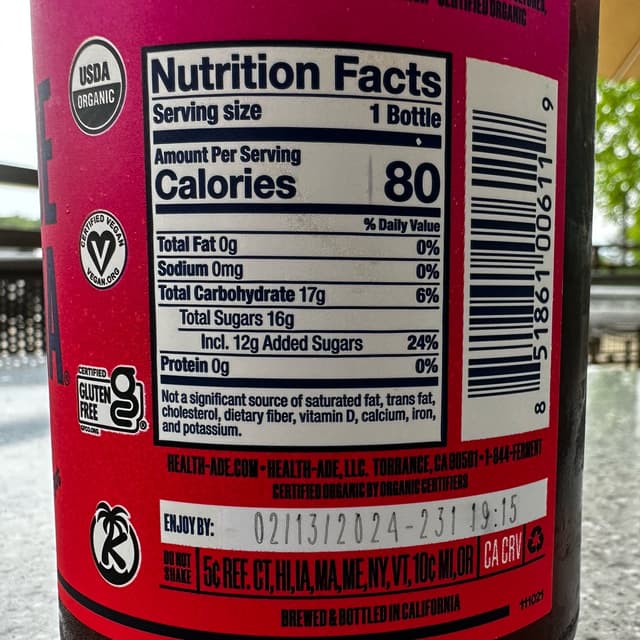 CERTIFIED ORGANIC
USDA
ORGANIC
CERTIFIED VEGAN
VEGAN.ORG
CERTIFIED
GLUTEN
FREE
Nutrition Facts
Serving size 1 Bottle
Amount Per Serving
Calories 80
% Daily Value
Total Fat 0g 0%
Sodium 0mg 0%
Total Carbohydrate 17g 6%
Total Sugars 16g
Incl. 12g Added Sugars 24%
Protein 0g 0%
Not a significant source of saturated fat, trans fat,
cholesterol, dietary fiber, vitamin D, calcium, iron,
and potassium.
8 51861 00611 9
HEALTH-ADE.COM • HEALTH-ADE, LLC. TORRANCE, CA 90501 • 1-844-FERMENT
CERTIFIED ORGANIC BY ORGANIC CERTIFIERS
ENJOY BY: 02/13/2024-231 19:15
DO NOT
SHAKE
5¢ REF. CT, HI, IA, MA, ME, NY, VT, 10¢ MI, OR
CA CRV
BREWED & BOTTLED IN CALIFORNIA
111021